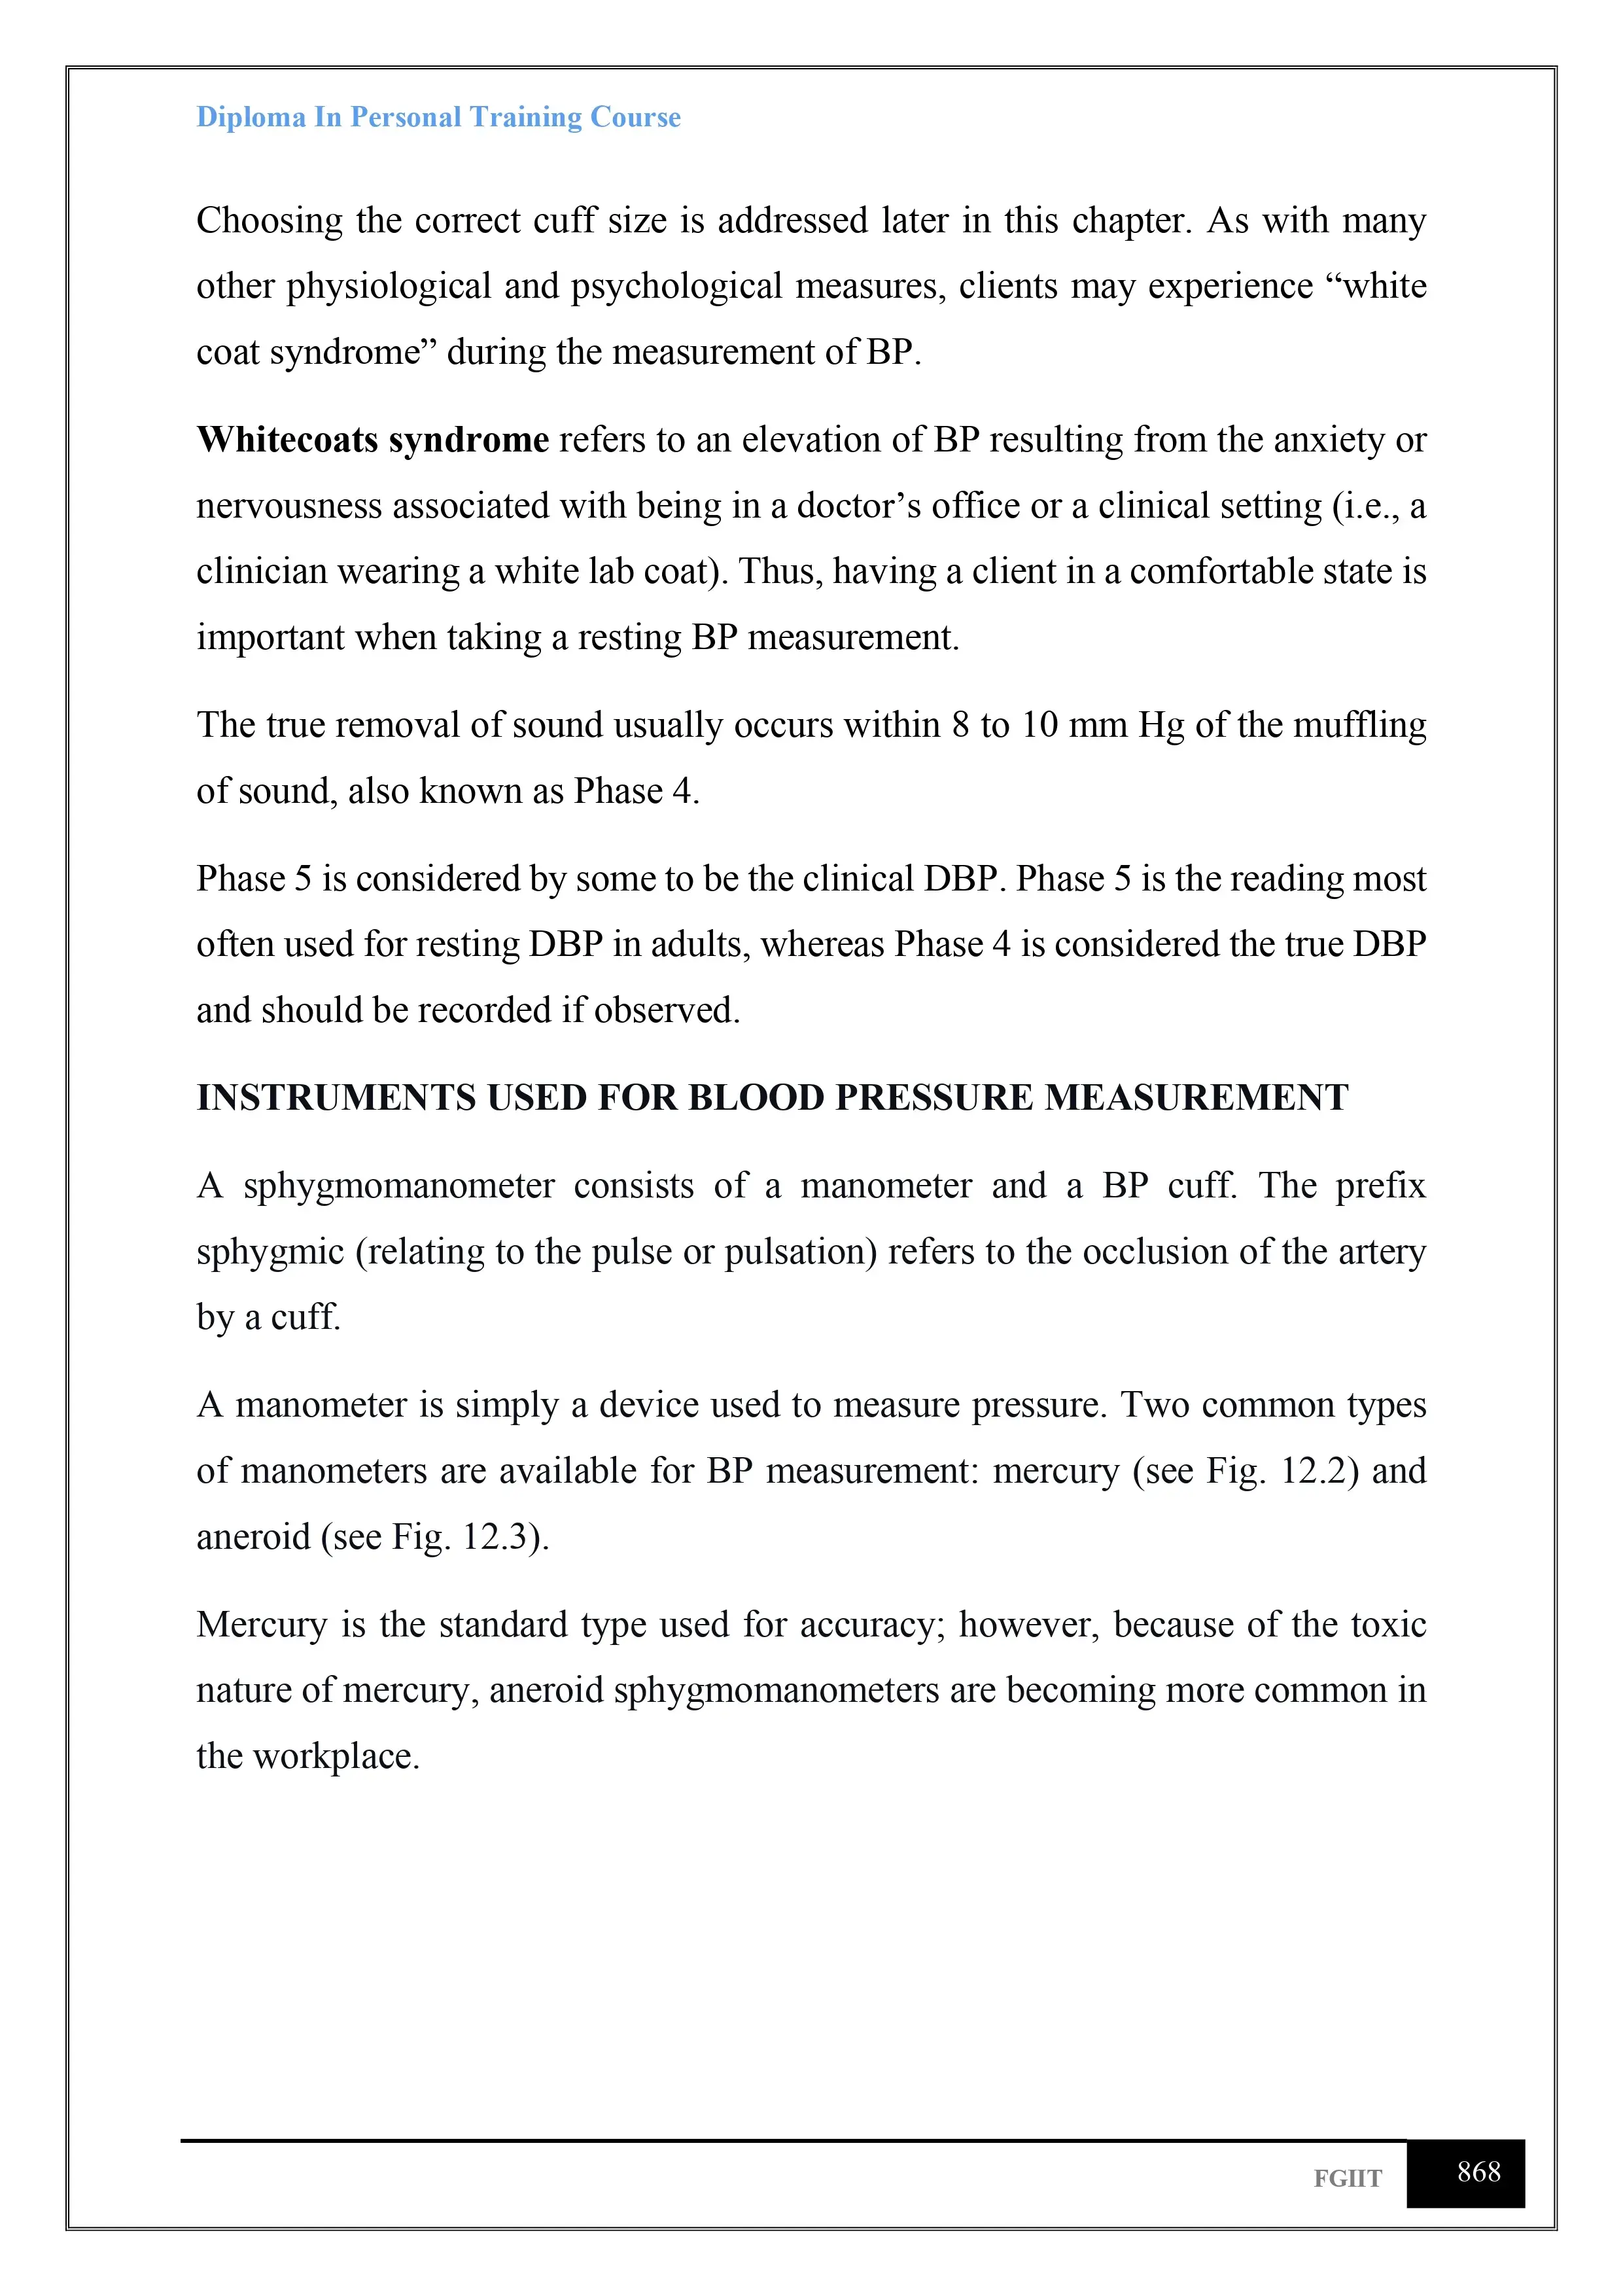 Diploma In Personal Training Course
Choosing the correct cuff size is addressed later in this chapter. As with many
other physiological and psychological measures, clients may experience “white
coat syndrome” during the measurement of BP.
Whitecoats syndrome refers to an elevation of BP resulting from the anxiety or
nervousness associated with being in a doctor’s office or a clinical setting (i.e., a
clinician wearing a white lab coat). Thus, having a client in a comfortable state is
important when taking a resting BP measurement.
The true removal of sound usually occurs within 8 to 10 mm Hg of the muffling
of sound, also known as Phase 4.
Phase 5 is considered by some to be the clinical DBP. Phase 5 is the reading most
often used for resting DBP in adults, whereas Phase 4 is considered the true DBP
and should be recorded if observed.
INSTRUMENTS USED FOR BLOOD PRESSURE MEASUREMENT
A sphygmomanometer consists of a manometer and a BP cuff. The prefix
sphygmic (relating to the pulse or pulsation) refers to the occlusion of the artery
by a cuff.
A manometer is simply a device used to measure pressure. Two common types
of manometers are available for BP measurement: mercury (see Fig. 12.2) and
aneroid (see Fig. 12.3).
Mercury is the standard type used for accuracy; however, because of the toxic
nature of mercury, aneroid sphygmomanometers are becoming more common in
the workplace.
FGIIT
868